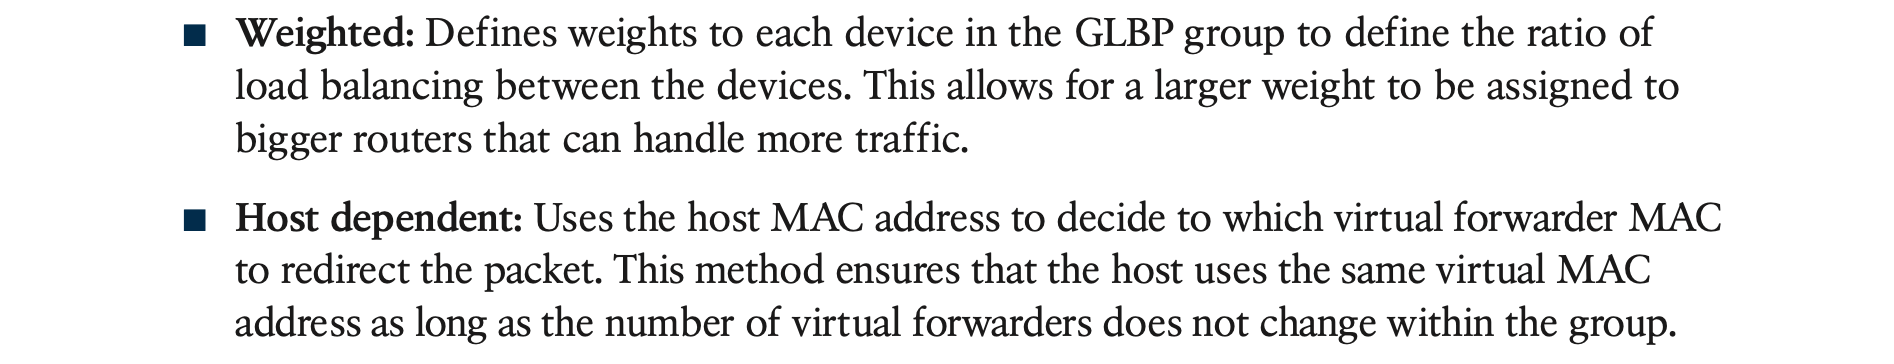 ■ Weighted: Defines weights to each device in the GLBP group to define the ratio of
load balancing between the devices. This allows for a larger weight to be assigned to
bigger routers that can handle more traffic.
■ Host dependent: Uses the host MAC address to decide to which virtual forwarder MAC
to redirect the packet. This method ensures that the host uses the same virtual MAC
address as long as the number of virtual forwarders does not change within the group.